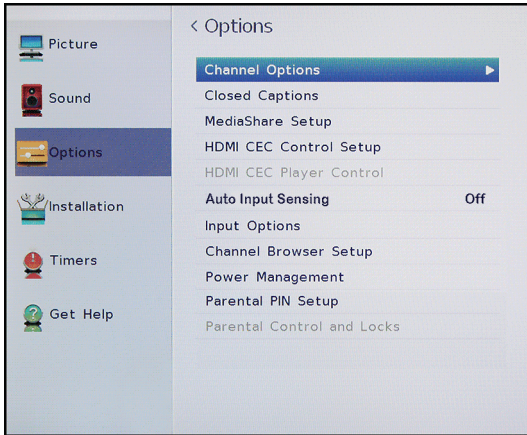 Picture
Sound
Options
Installation
Timers
Get Help
< Options
Channel Options
Closed Captions
MediaShare Setup
HDMI CEC Control Setup
HDMI CEC Player Control
Auto Input Sensing Off
Input Options
Channel Browser Setup
Power Management
Parental PIN Setup
Parental Control and Locks